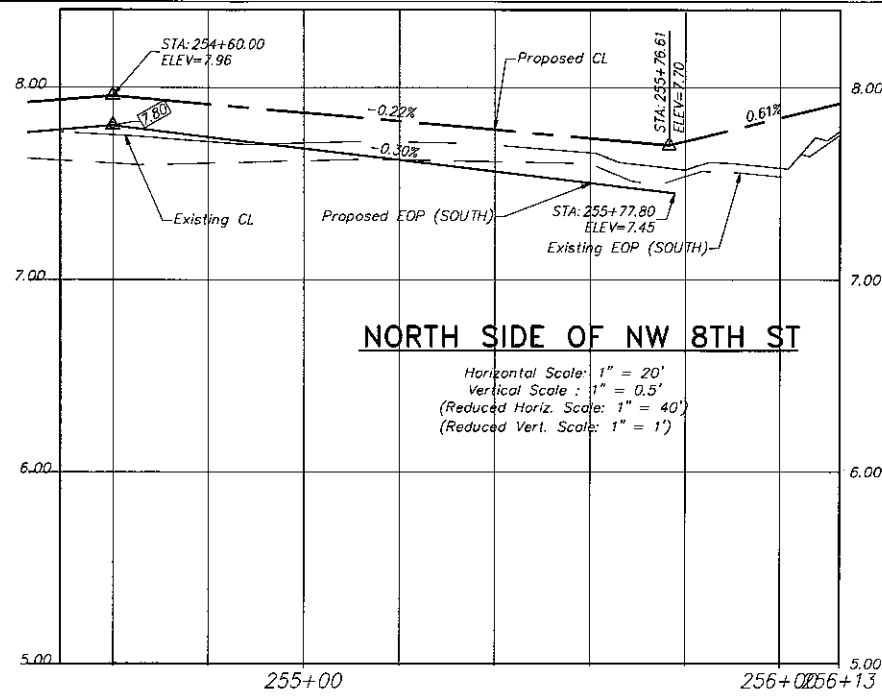 8.00
7.00
6.00
5.00
STA: 254+60.00
ELEV=7.96
7.80
-0.22%
-0.30%
Proposed CL
STA: 255+76.61
ELEV=7.70
0.61%
8.00
Existing CL
Proposed EOP (SOUTH)
STA: 255+77.80
ELEV=7.45
Existing EOP (SOUTH)
7.00
NORTH SIDE OF NW 8TH ST
Horizontal Scale: 1" = 20'
Vertical Scale : 1" = 0.5'
(Reduced Horiz. Scale: 1" = 40')
(Reduced Vert. Scale: 1" = 1')
6.00
5.00
255+00
256+00
256+13